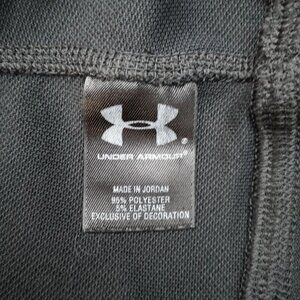 UNDER ARMOUR®
MADE IN JORDAN
95% POLYESTER
5% ELASTANE
EXCLUSIVE OF DECORATION